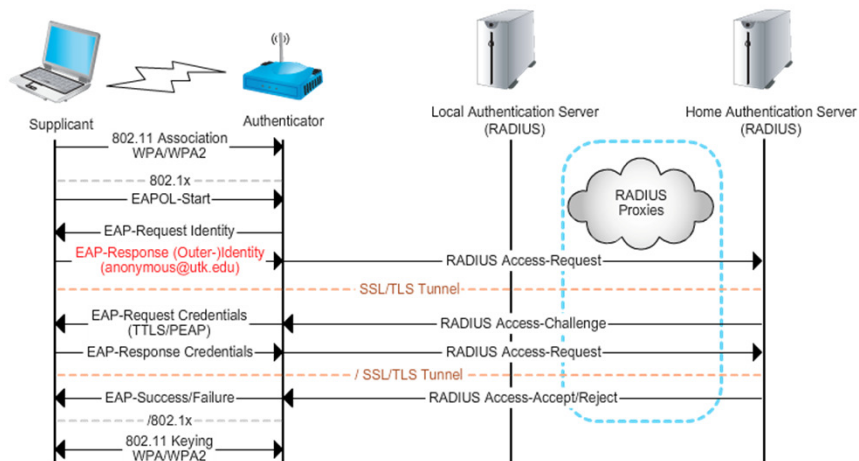 Supplicant
Authenticator
Local Authentication Server
(RADIUS)
Home Authentication Server
(RADIUS)
802.11 Association
WPA/WPA2
802.1x
EAPOL-Start
RADIUS
Proxies
EAP-Request Identity
EAP-Response (Outer-)Identity
(anonymous@utk.edu)
RADIUS Access-Request
SSL/TLS Tunnel
EAP-Request Credentials
(TTLS/PEAP)
RADIUS Access-Challenge
EAP-Response Credentials
RADIUS Access-Request
/ SSL/TLS Tunnel
EAP-Success/Failure
RADIUS Access-Accept/Reject
/802.1x
802.11 Keying
WPA/WPA2